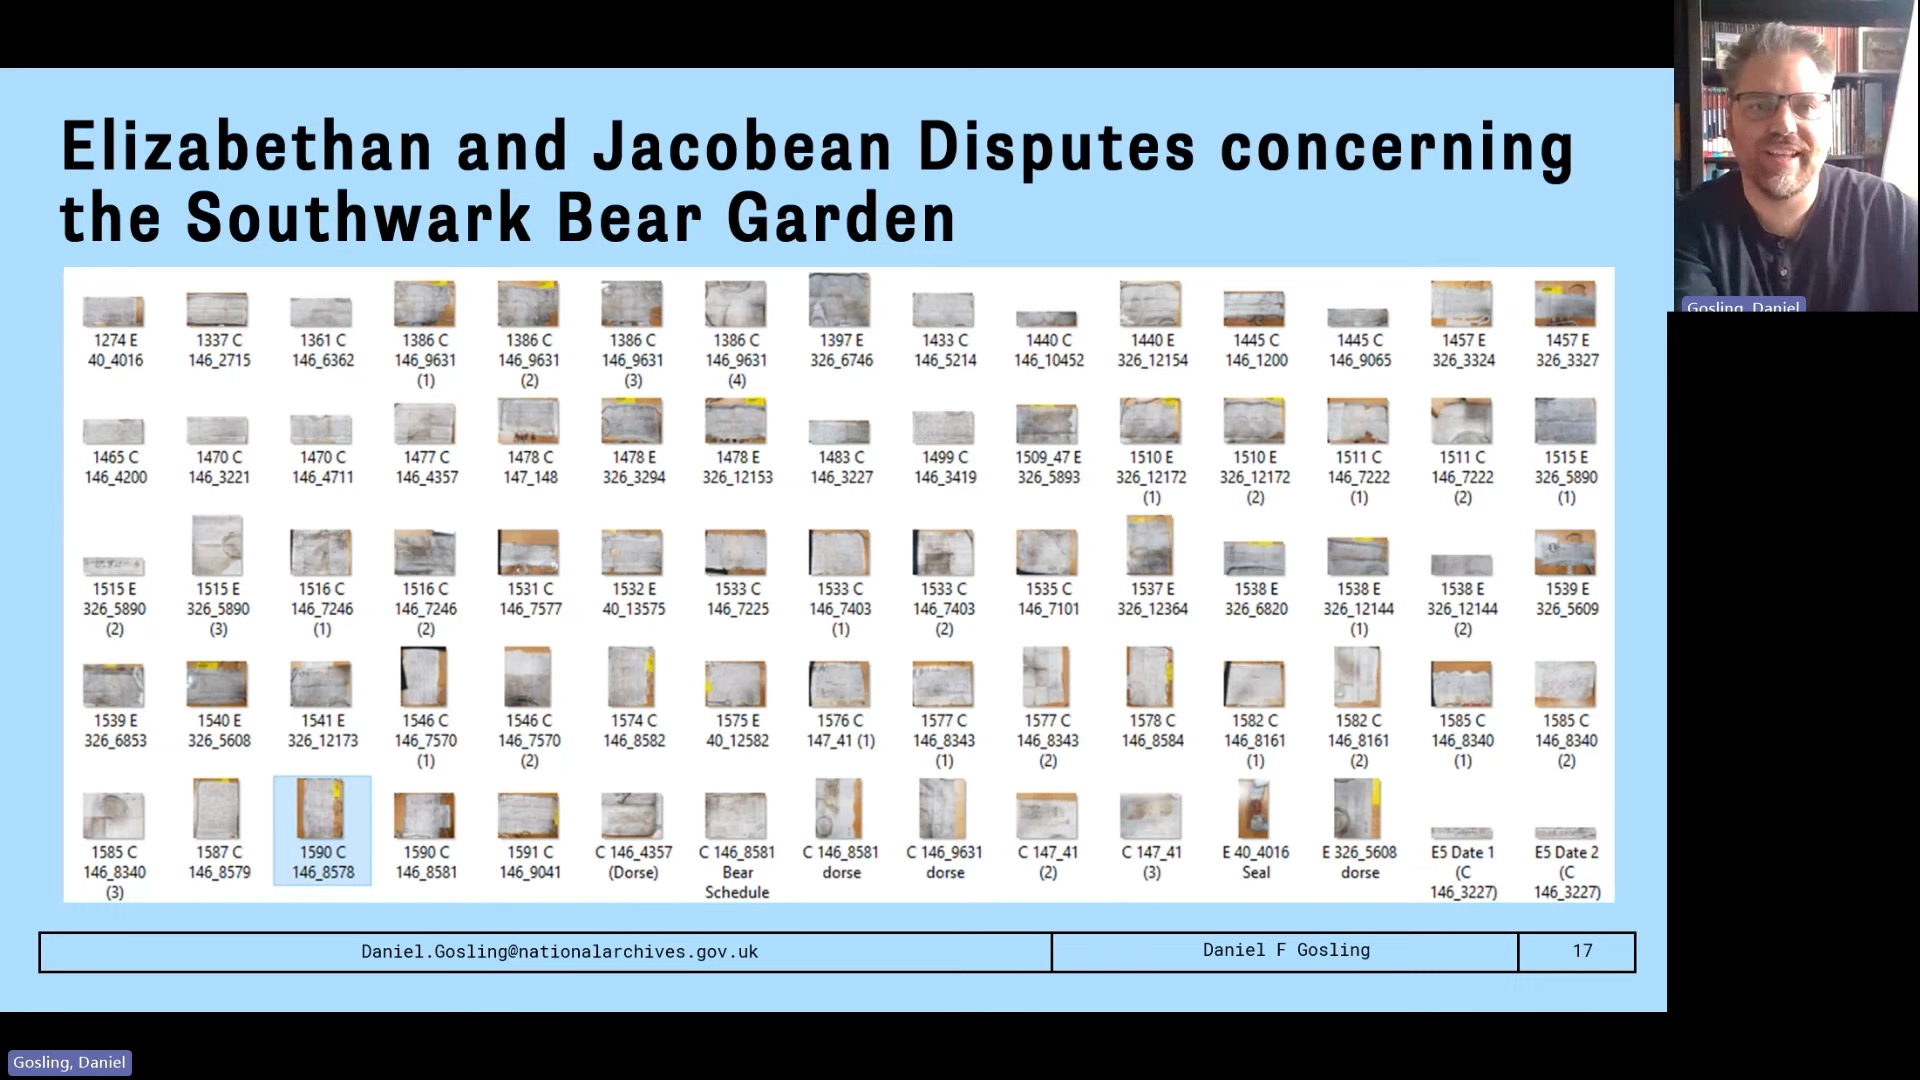 Elizabethan and Jacobean Disputes concerning
the Southwark Bear Garden
1274 E 1337 C 1361 C 1386 C 1386 C 1386 C 1386 C 1397 E 1433 C 1440 C 1440 E 1445 C 1445 C 1457 E 1457 E
40_4016 146_2715 146_6362 146_9631 146_9631 146_9631 146_9631 326_6746 146_5214 146_10452 326_12154 146_1200 146_9065 326_3324 326_3327
(1) (2) (3) (4)
1465 C 1470 C 1470 C 1477 C 1478 C 1478 E 1478 E 1483 C 1499 C 1509_47 E 1510 E 1510 E 1511 C 1511 C 1515 E
146_4200 146_3221 146_4711 146_4357 147_148 326_3294 326_12153 146_3227 146_3419 326_5893 326_12172 326_12172 146_7222 146_7222 326_5890
(1) (2) (1) (2) (1)
1515 E 1515 E 1516 C 1516 C 1531 C 1532 E 1533 C 1533 C 1533 C 1535 C 1537 E 1538 E 1538 E 1538 E 1539 E
326_5890 326_5890 146_7246 146_7246 146_7577 40_13575 146_7225 146_7403 146_7403 146_7101 326_12364 326_6820 326_12144 326_12144 326_5609
(2) (3) (1) (2) (1) (2) (1) (2)
1539 E 1540 E 1541 E 1546 C 1546 C 1574 C 1575 E 1576 C 1577 C 1577 C 1578 C 1582 C 1582 C 1585 C 1585 C
326_6853 326_5608 326_12173 146_7570 146_7570 146_8582 40_12582 147_41 (1) 146_8343 146_8343 146_8584 146_8161 146_8161 146_8340 146_8340
(1) (2) (1) (2) (1) (2) (1) (2)
1585 C 1587 C 1590 C 1590 C 1591 C C 146_4357 C 146_8581 C 146_8581 C 146_9631 C 147_41 C 147_41 E 40_4016 E 326_5608 E5 Date 1 E5 Date 2
146_8340 146_8579 146_8578 146_8581 146_9041 (Dorse) Bear dorse dorse (2) (3) Seal dorse (C (C
(3) Schedule 146_3227) 146_3227)
Daniel.Gosling@nationalarchives.gov.uk Daniel F Gosling 17
Gosling, Daniel
Gosling, Daniel